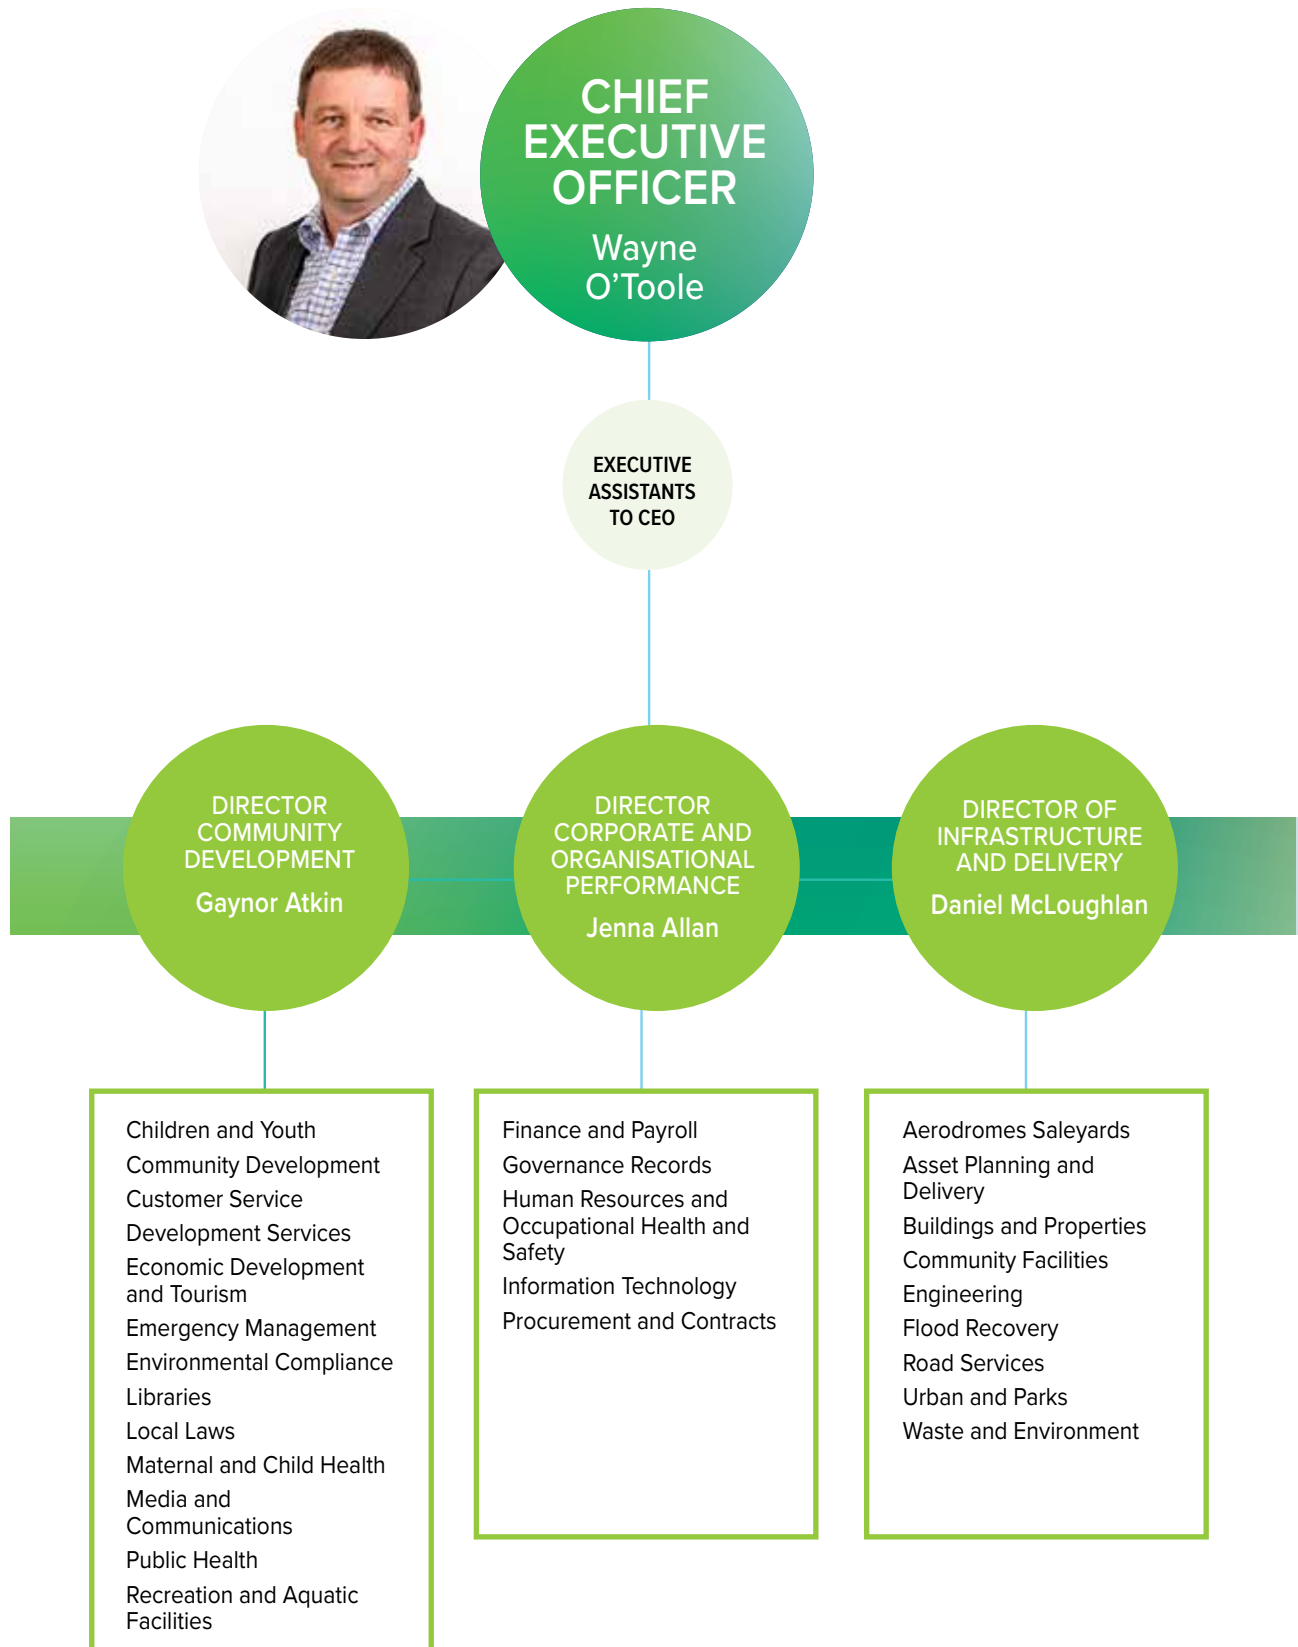 CHIEF
EXECUTIVE
OFFICER
Wayne
O’Toole
EXECUTIVE
ASSISTANTS
TO CEO
DIRECTOR
COMMUNITY
DEVELOPMENT
Gaynor Atkin
DIRECTOR
CORPORATE AND
ORGANISATIONAL
PERFORMANCE
Jenna Allan
DIRECTOR OF
INFRASTRUCTURE
AND DELIVERY
Daniel McLoughlan
Children and Youth
Community Development
Customer Service
Development Services
Economic Development
and Tourism
Emergency Management
Environmental Compliance
Libraries
Local Laws
Maternal and Child Health
Media and
Communications
Public Health
Recreation and Aquatic
Facilities
Finance and Payroll
Governance Records
Human Resources and
Occupational Health and
Safety
Information Technology
Procurement and Contracts
Aerodromes Saleyards
Asset Planning and
Delivery
Buildings and Properties
Community Facilities
Engineering
Flood Recovery
Road Services
Urban and Parks
Waste and Environment